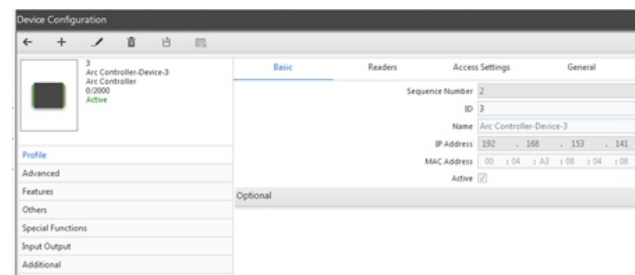 Device Configuration
3
Arc Controller-Device-3
Arc Controller
0/2000
Active
Profile
Advanced
Features
Others
Special Functions
Input Output
Additional
Basic Readers Access Settings General
Sequence Number 2
ID 3
Name Arc Controller-Device-3
IP Address 192 . 168 . 153 . 141
MAC Address 00 : 04 : A3 : 08 : 04 : 08
Active
Optional